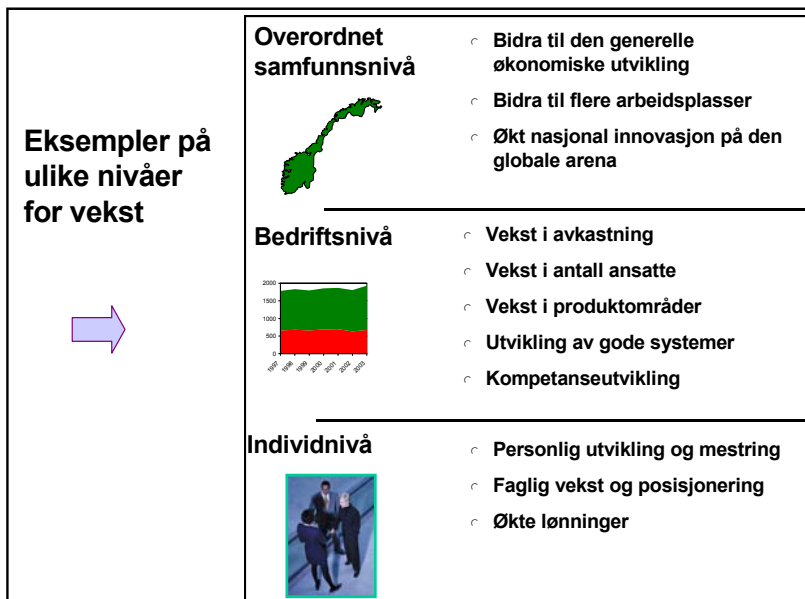 Eksempler på
ulike nivåer
for vekst
Overordnet
samfunnsnivå
Bidra til den generelle
økonomiske utvikling
Bidra til flere arbeidsplasser
Økt nasjonal innovasjon på den
globale arena
Bedriftsnivå
2000
1500
1000
500
0
1997
1998
1999
2000
2001
2002
2003
Vekst i avkastning
Vekst i antall ansatte
Vekst i produktområder
Utvikling av gode systemer
Kompetanseutvikling
Individnivå
Personlig utvikling og mestring
Faglig vekst og posisjonering
Økte lønninger